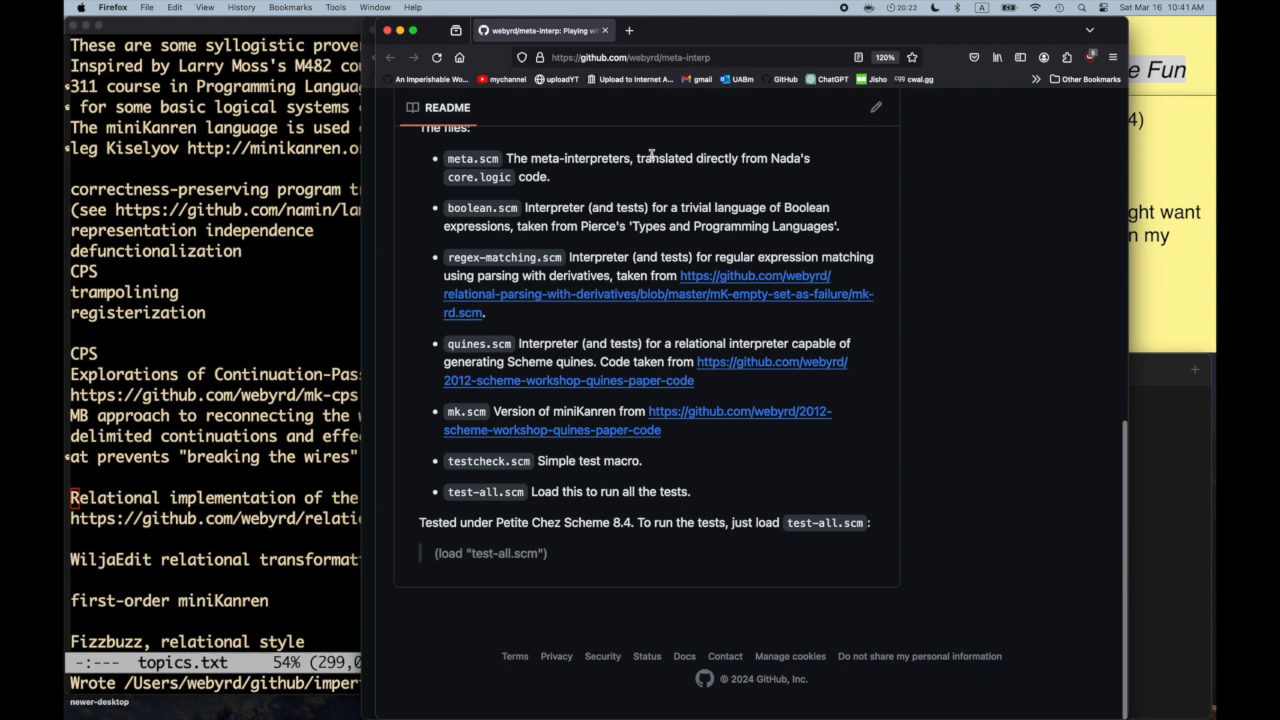 Firefox File Edit View History Bookmarks Tools Window Help
20:22 A Sat Mar 16 10:41AM
webyrd/meta-interp: Playing wi
https://github.com/webyrd/meta-interp 120%
An Imperishable Wo... mychannel uploadYT Upload to Internet A... gmail UABm GitHub ChatGPT Jisho cwal.gg Other Bookmarks
README
The files:
meta.scm The meta-interpreters, translated directly from Nada's
core.logic code.
boolean.scm Interpreter (and tests) for a trivial language of Boolean
expressions, taken from Pierce's 'Types and Programming Languages'.
regex-matching.scm Interpreter (and tests) for regular expression matching
using parsing with derivatives, taken from https://github.com/webyrd/
relational-parsing-with-derivatives/blob/master/mK-empty-set-as-failure/mk-
rd.scm.
quines.scm Interpreter (and tests) for a relational interpreter capable of
generating Scheme quines. Code taken from https://github.com/webyrd/
2012-scheme-workshop-quines-paper-code
mk.scm Version of miniKanren from https://github.com/webyrd/2012-
scheme-workshop-quines-paper-code
testcheck.scm Simple test macro.
test-all.scm Load this to run all the tests.
Tested under Petite Chez Scheme 8.4. To run the tests, just load test-all.scm:
(load "test-all.scm")
Terms Privacy Security Status Docs Contact Manage cookies Do not share my personal information
© 2024 GitHub, Inc.
These are some syllogistic prover
Inspired by Larry Moss's M482 co
311 course in Programming Langua
for some basic logical systems
The miniKanren language is used
leg Kiselyov http://minikanren.o
correctness-preserving program t
(see https://github.com/namin/la
representation independence
defunctionalization
CPS
trampolining
registerization
CPS
Explorations of Continuation-Pas
https://github.com/webyrd/mk-cps
MB approach to reconnecting the
delimited continuations and effe
at prevents "breaking the wires"
Relational implementation of the
https://github.com/webyrd/relati
WiljaEdit relational transformat
first-order miniKanren
Fizzbuzz, relational style
-:--- topics.txt 54% (299,0
Wrote /Users/webyrd/github/imper
newer-desktop
e Fun
4)
ght want
n my